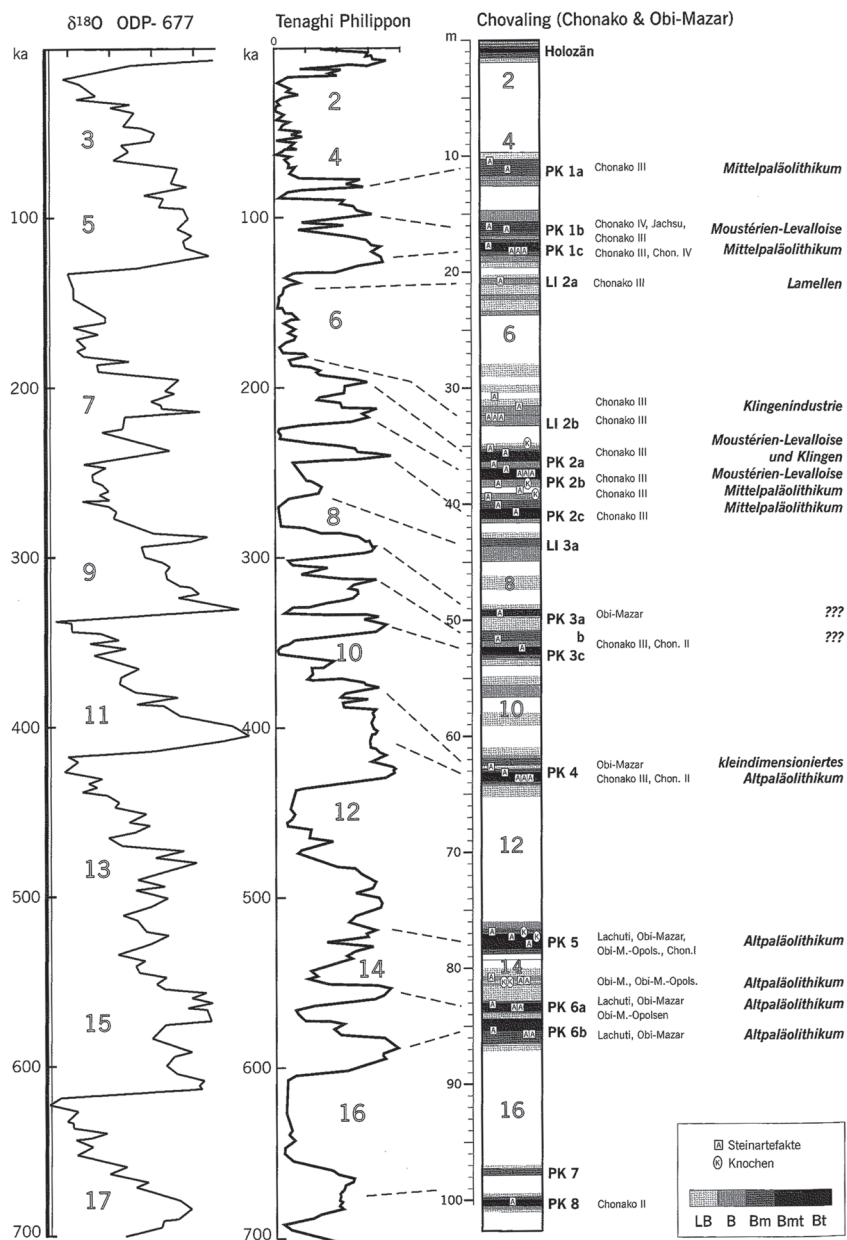 δ¹⁸O ODP- 677
Tenaghi Philippon
Chovaling (Chonako & Obi-Mazar)
ka
ka
0
m
Holozän
2
2
3
4
4
10
PK 1a Chonako III Mittelpaläolithikum
100
100
5
PK 1b Chonako IV, Jachsu,
Chonako III
Moustérien-Levalloise
PK 1c Chonako III, Chon. IV Mittelpaläolithikum
20
LI 2a Chonako III Lamellen
6
6
30
200
200
7
Chonako III Klingenindustrie
LI 2b Chonako III
Moustérien-Levalloise
und Klingen
Chonako III
PK 2a
Moustérien-Levalloise
PK 2b Chonako III
Chonako III Mittelpaläolithikum
40
Mittelpaläolithikum
PK 2c Chonako III
8
LI 3a
300
300
9
8
50
PK 3a Obi-Mazar ???
b ???
Chonako III, Chon. II
PK 3c
10
10
11
400
400
60
Obi-Mazar kleindimensioniertes
PK 4 Chonako III, Chon. II Altpaläolithikum
12
12
70
13
500
500
PK 5 Lachuti, Obi-Mazar,
Obi-M.-Opols., Chon.I
Altpaläolithikum
80
14
14
Obi-M., Obi-M.-Opols. Altpaläolithikum
PK 6a Lachuti, Obi-Mazar
Obi-M.-Opolsen
Altpaläolithikum
15
PK 6b Lachuti, Obi-Mazar Altpaläolithikum
600
600
90
16
16
PK 7
17
100
PK 8 Chonako II
700
700
A Steinartefakte
K Knochen
LB B Bm Bmt Bt